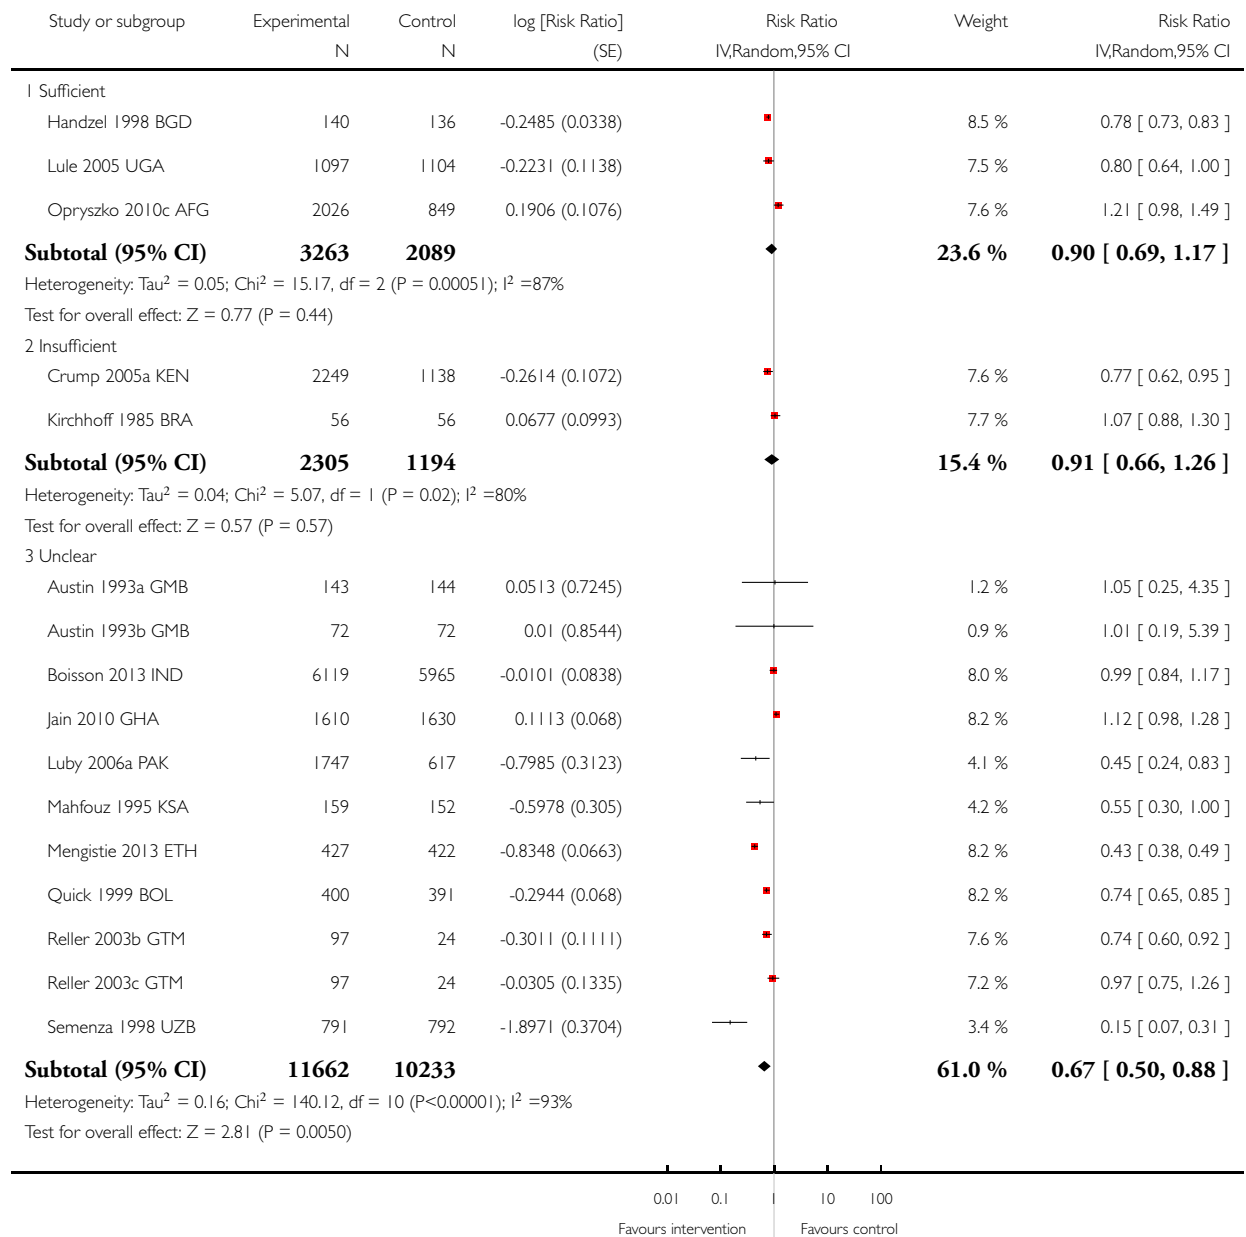 Study or subgroup Experimental Control log [Risk Ratio] Risk Ratio Weight Risk Ratio
N N (SE) IV,Random,95% CI IV,Random,95% CI
1 Sufficient
Handzel 1998 BGD 140 136 -0.2485 (0.0338) 8.5 % 0.78 [ 0.73, 0.83 ]
Lule 2005 UGA 1097 1104 -0.2231 (0.1138) 7.5 % 0.80 [ 0.64, 1.00 ]
Opryszko 2010c AFG 2026 849 0.1906 (0.1076) 7.6 % 1.21 [ 0.98, 1.49 ]
Subtotal (95% CI) 3263 2089 23.6 % 0.90 [ 0.69, 1.17 ]
Heterogeneity: Tau² = 0.05; Chi² = 15.17, df = 2 (P = 0.00051); I² =87%
Test for overall effect: Z = 0.77 (P = 0.44)
2 Insufficient
Crump 2005a KEN 2249 1138 -0.2614 (0.1072) 7.6 % 0.77 [ 0.62, 0.95 ]
Kirchhoff 1985 BRA 56 56 0.0677 (0.0993) 7.7 % 1.07 [ 0.88, 1.30 ]
Subtotal (95% CI) 2305 1194 15.4 % 0.91 [ 0.66, 1.26 ]
Heterogeneity: Tau² = 0.04; Chi² = 5.07, df = 1 (P = 0.02); I² =80%
Test for overall effect: Z = 0.57 (P = 0.57)
3 Unclear
Austin 1993a GMB 143 144 0.0513 (0.7245) 1.2 % 1.05 [ 0.25, 4.35 ]
Austin 1993b GMB 72 72 0.01 (0.8544) 0.9 % 1.01 [ 0.19, 5.39 ]
Boisson 2013 IND 6119 5965 -0.0101 (0.0838) 8.0 % 0.99 [ 0.84, 1.17 ]
Jain 2010 GHA 1610 1630 0.1113 (0.068) 8.2 % 1.12 [ 0.98, 1.28 ]
Luby 2006a PAK 1747 617 -0.7985 (0.3123) 4.1 % 0.45 [ 0.24, 0.83 ]
Mahfouz 1995 KSA 159 152 -0.5978 (0.305) 4.2 % 0.55 [ 0.30, 1.00 ]
Mengistie 2013 ETH 427 422 -0.8348 (0.0663) 8.2 % 0.43 [ 0.38, 0.49 ]
Quick 1999 BOL 400 391 -0.2944 (0.068) 8.2 % 0.74 [ 0.65, 0.85 ]
Reller 2003b GTM 97 24 -0.3011 (0.1111) 7.6 % 0.74 [ 0.60, 0.92 ]
Reller 2003c GTM 97 24 -0.0305 (0.1335) 7.2 % 0.97 [ 0.75, 1.26 ]
Semenza 1998 UZB 791 792 -1.8971 (0.3704) 3.4 % 0.15 [ 0.07, 0.31 ]
Subtotal (95% CI) 11662 10233 61.0 % 0.67 [ 0.50, 0.88 ]
Heterogeneity: Tau² = 0.16; Chi² = 140.12, df = 10 (P<0.00001); I² =93%
Test for overall effect: Z = 2.81 (P = 0.0050)
0.01 0.1 1 10 100
Favours intervention Favours control